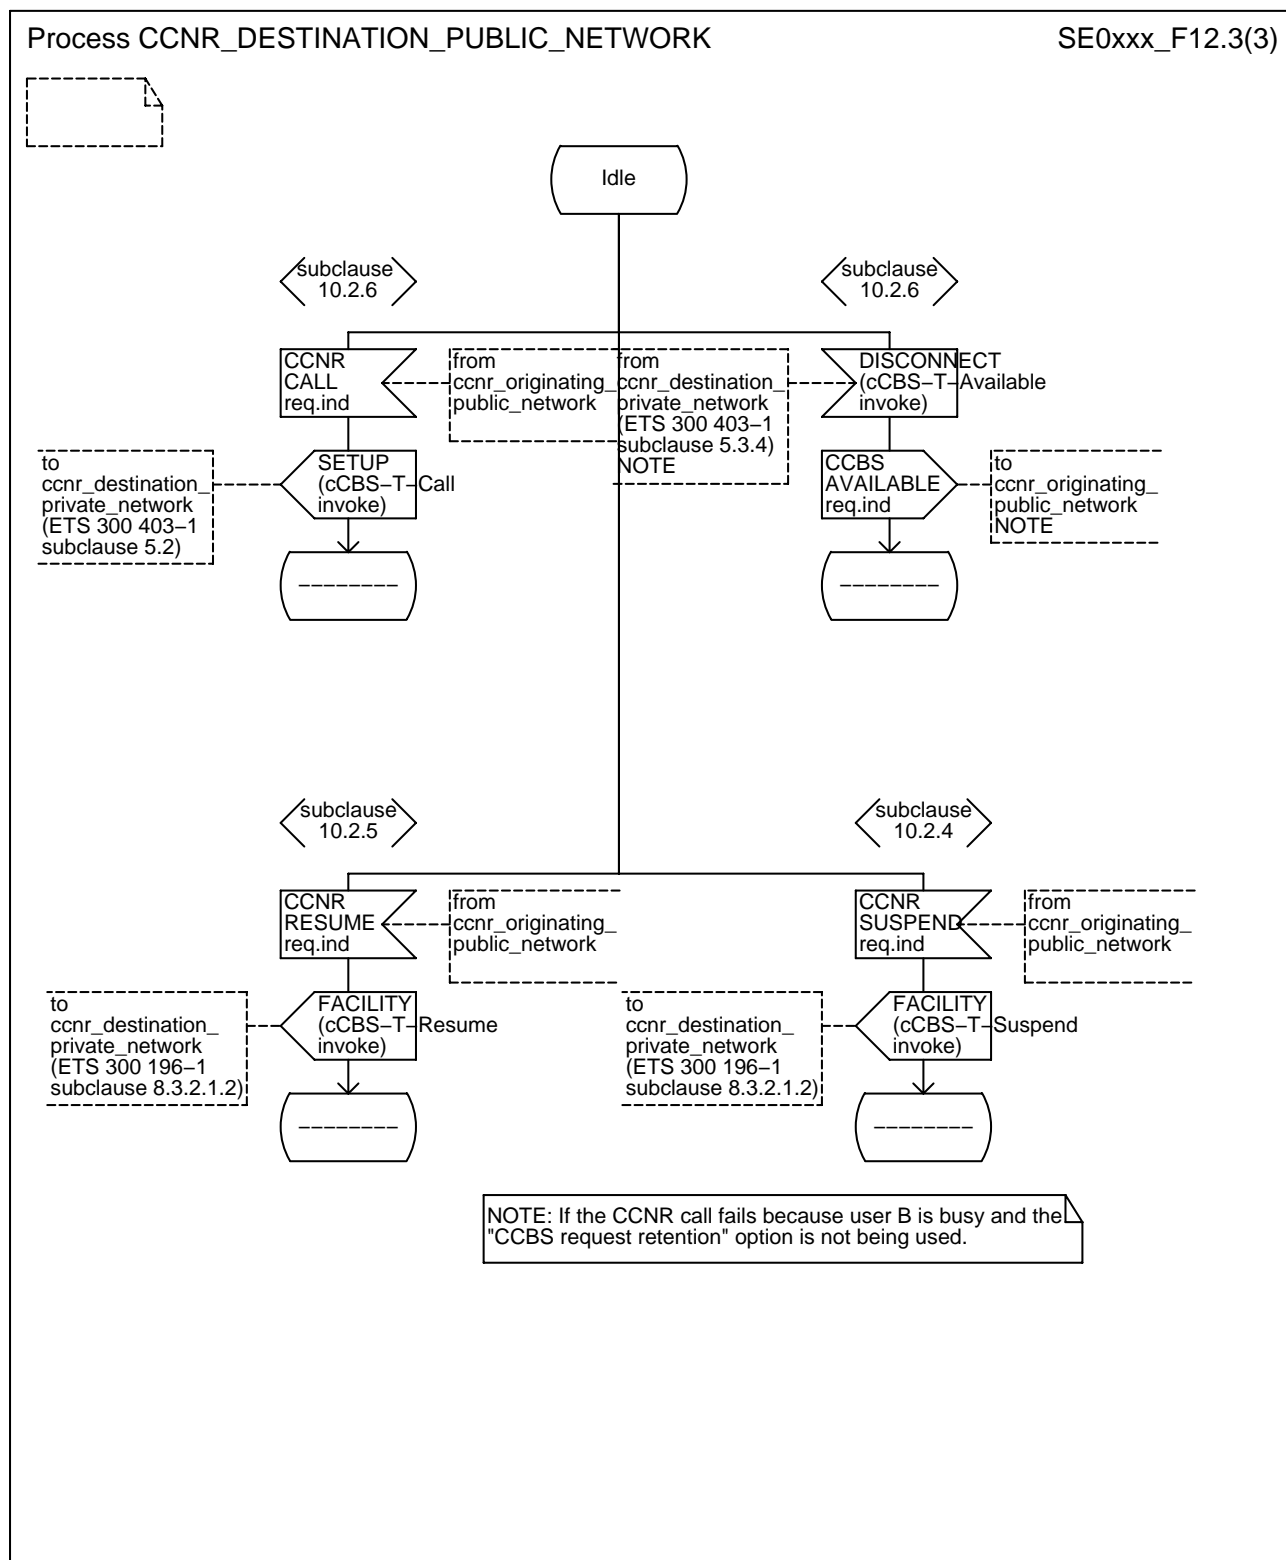 Process CCNR_DESTINATION_PUBLIC_NETWORK
SE0xxx_F12.3(3)
Idle
subclause
10.2.6
subclause
10.2.6
CCNR
CALL
req.ind
from
ccnr_originating_
public_network
from
ccnr_destination_
private_network
(ETS 300 403–1
subclause 5.3.4)
NOTE
DISCONNECT
(cCBS–T–Available
invoke)
to
ccnr_destination_
private_network
(ETS 300 403–1
subclause 5.2)
SETUP
(cCBS–T–Call
invoke)
CCBS
AVAILABLE
req.ind
to
ccnr_originating_
public_network
NOTE
––––––––
––––––––
subclause
10.2.5
subclause
10.2.4
CCNR
RESUME
req.ind
from
ccnr_originating_
public_network
CCNR
SUSPEND
req.ind
from
ccnr_originating_
public_network
to
ccnr_destination_
private_network
(ETS 300 196–1
subclause 8.3.2.1.2)
FACILITY
(cCBS–T–Resume
invoke)
to
ccnr_destination_
private_network
(ETS 300 196–1
subclause 8.3.2.1.2)
FACILITY
(cCBS–T–Suspend
invoke)
––––––––
––––––––
NOTE: If the CCNR call fails because user B is busy and the
"CCBS request retention" option is not being used.